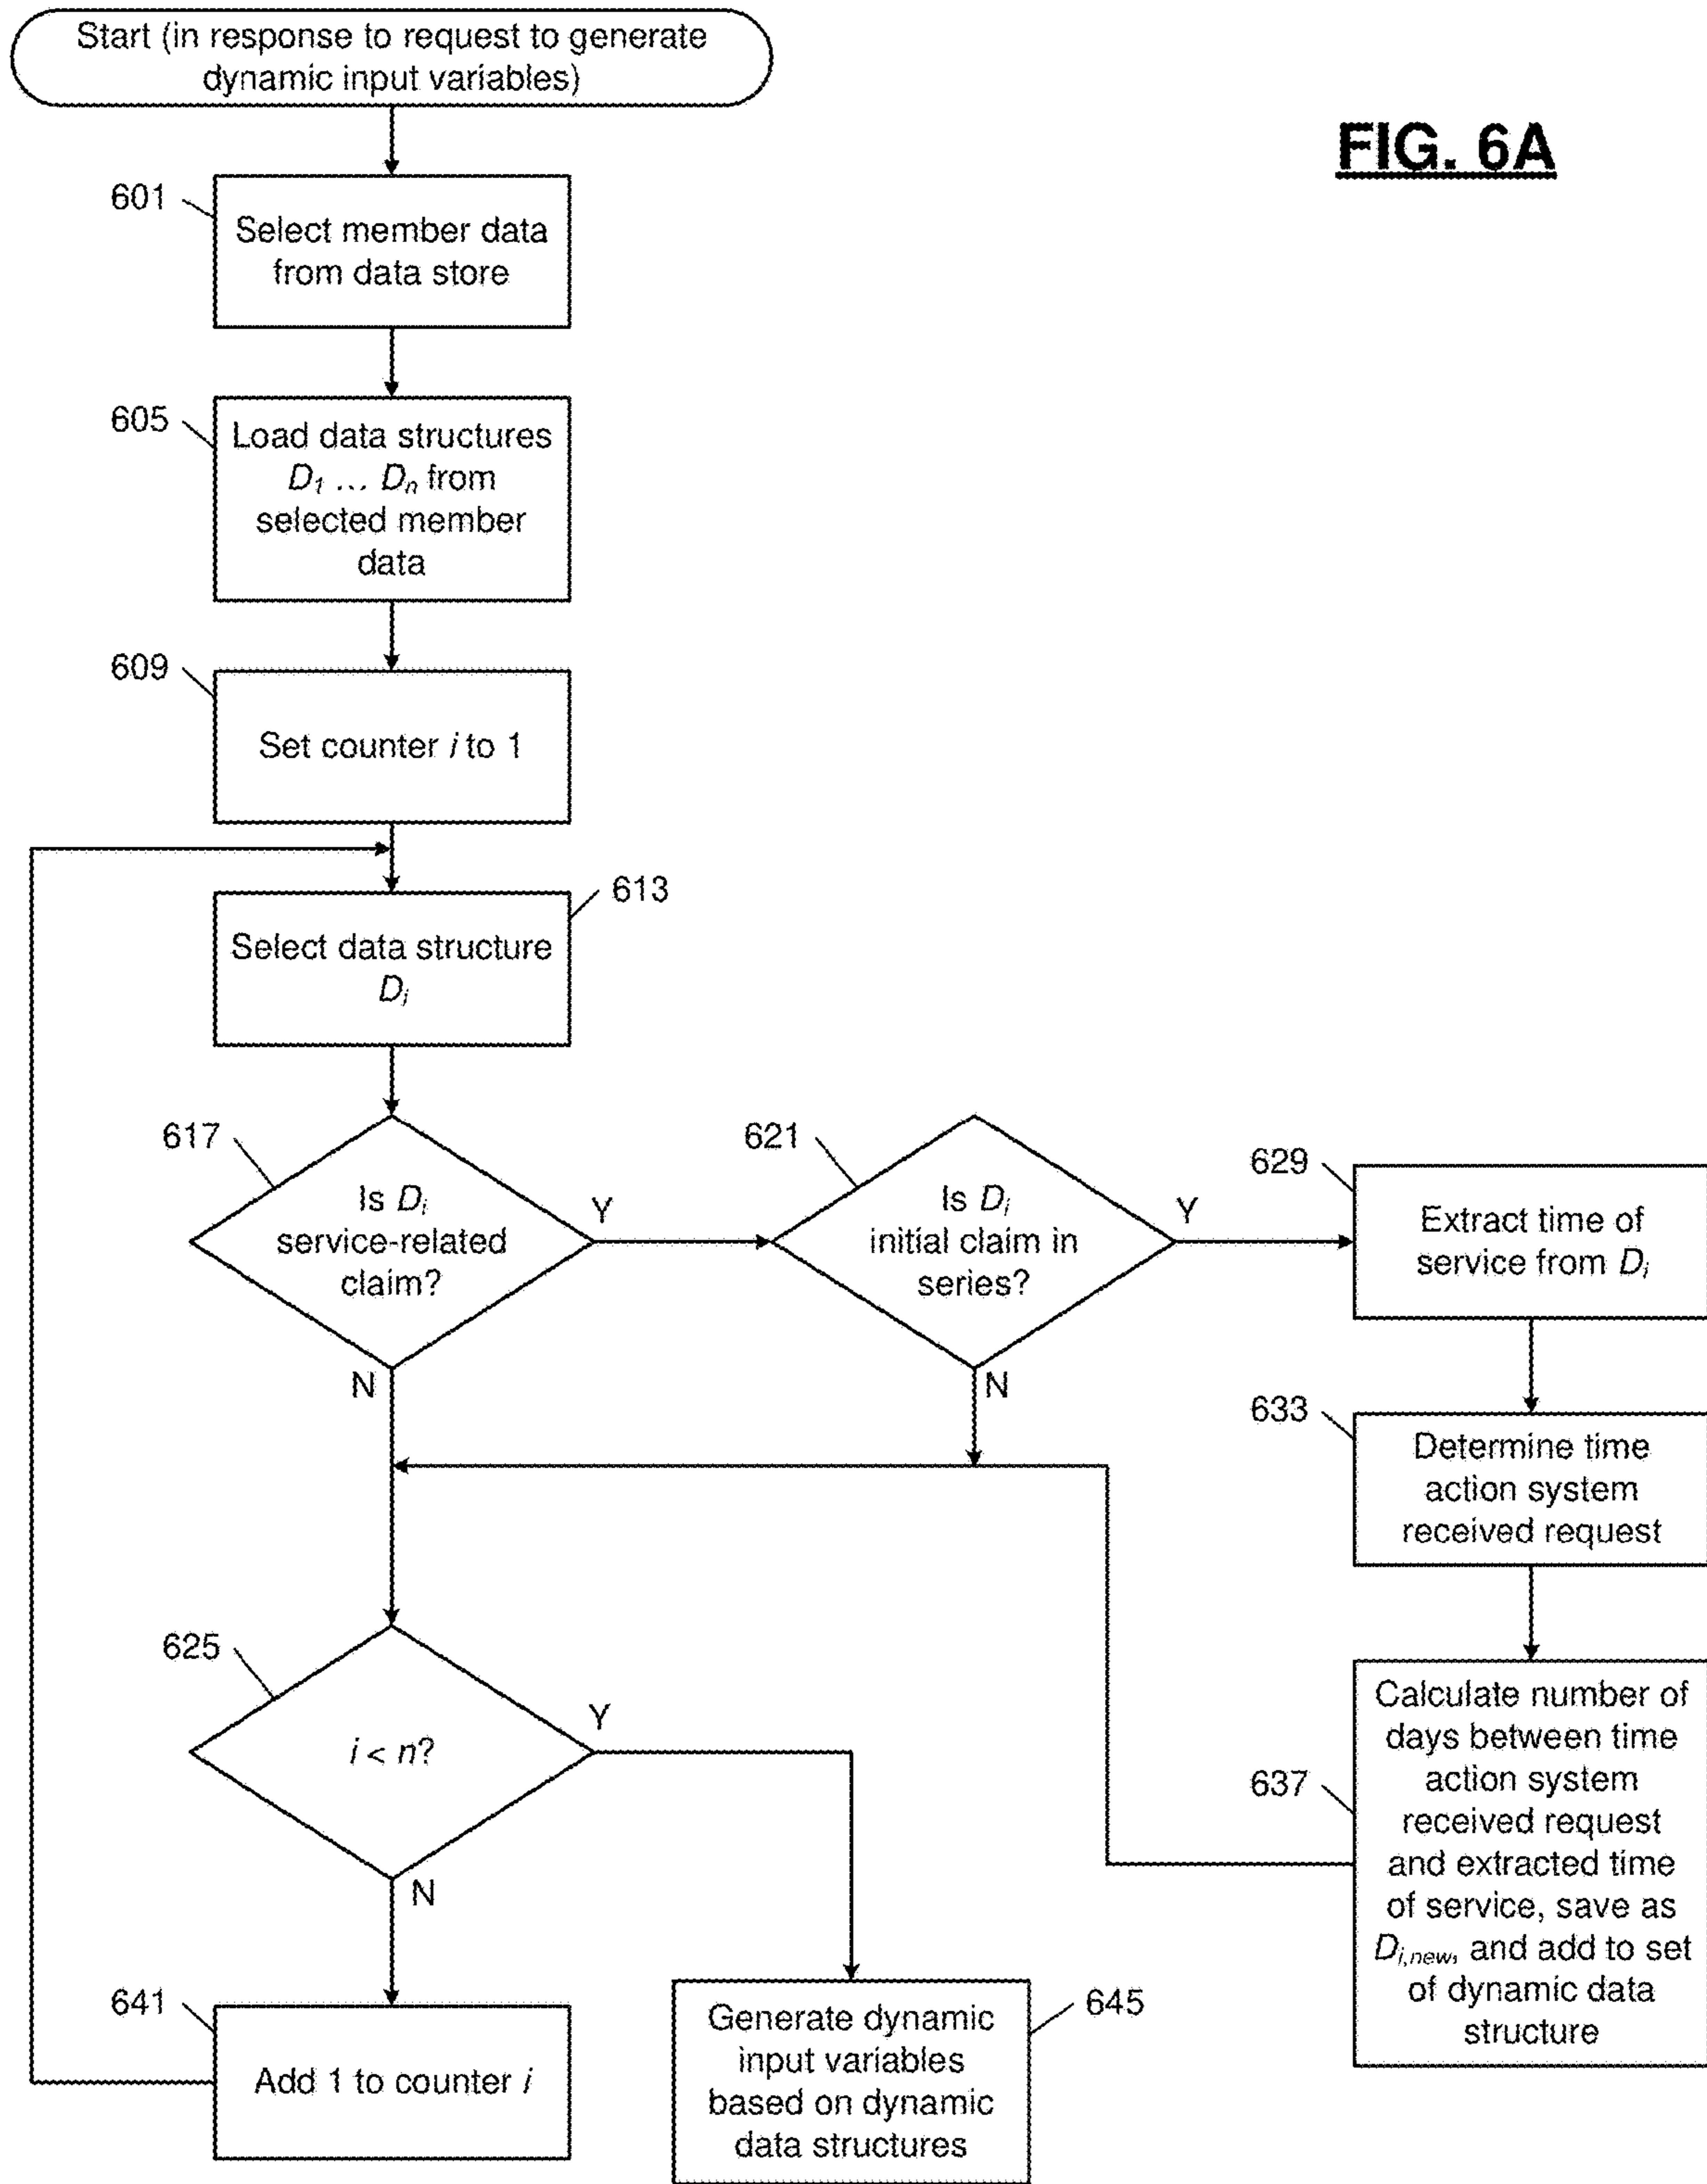 Start (in response to request to generate
dynamic input variables)
FIG. 6A
601
Select member data
from data store
605
Load data structures
D1 ... Dn from
selected member
data
609
Set counter i to 1
613
Select data structure
Di
617
Is Di
service-related
claim?
Y
N
621
Is Di
initial claim in
series?
Y
N
629
Extract time of
service from Di
633
Determine time
action system
received request
637
Calculate number of
days between time
action system
received request
and extracted time
of service, save as
Di,new, and add to set
of dynamic data
structure
625
i < n?
Y
N
641
Add 1 to counter i
645
Generate dynamic
input variables
based on dynamic
data structures